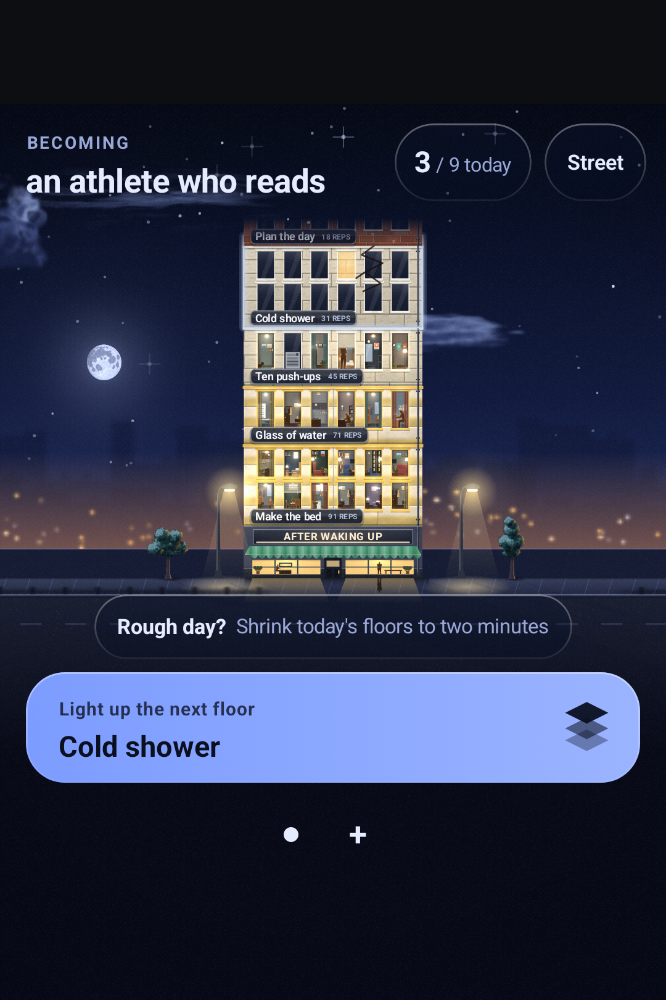 BECOMING
an athlete who reads
3 / 9 today
Street
Plan the day 18 REPS
Cold shower 31 REPS
Ten push-ups 45 REPS
Glass of water 71 REPS
Make the bed 91 REPS
AFTER WAKING UP
Rough day? Shrink today's floors to two minutes
Light up the next floor
Cold shower